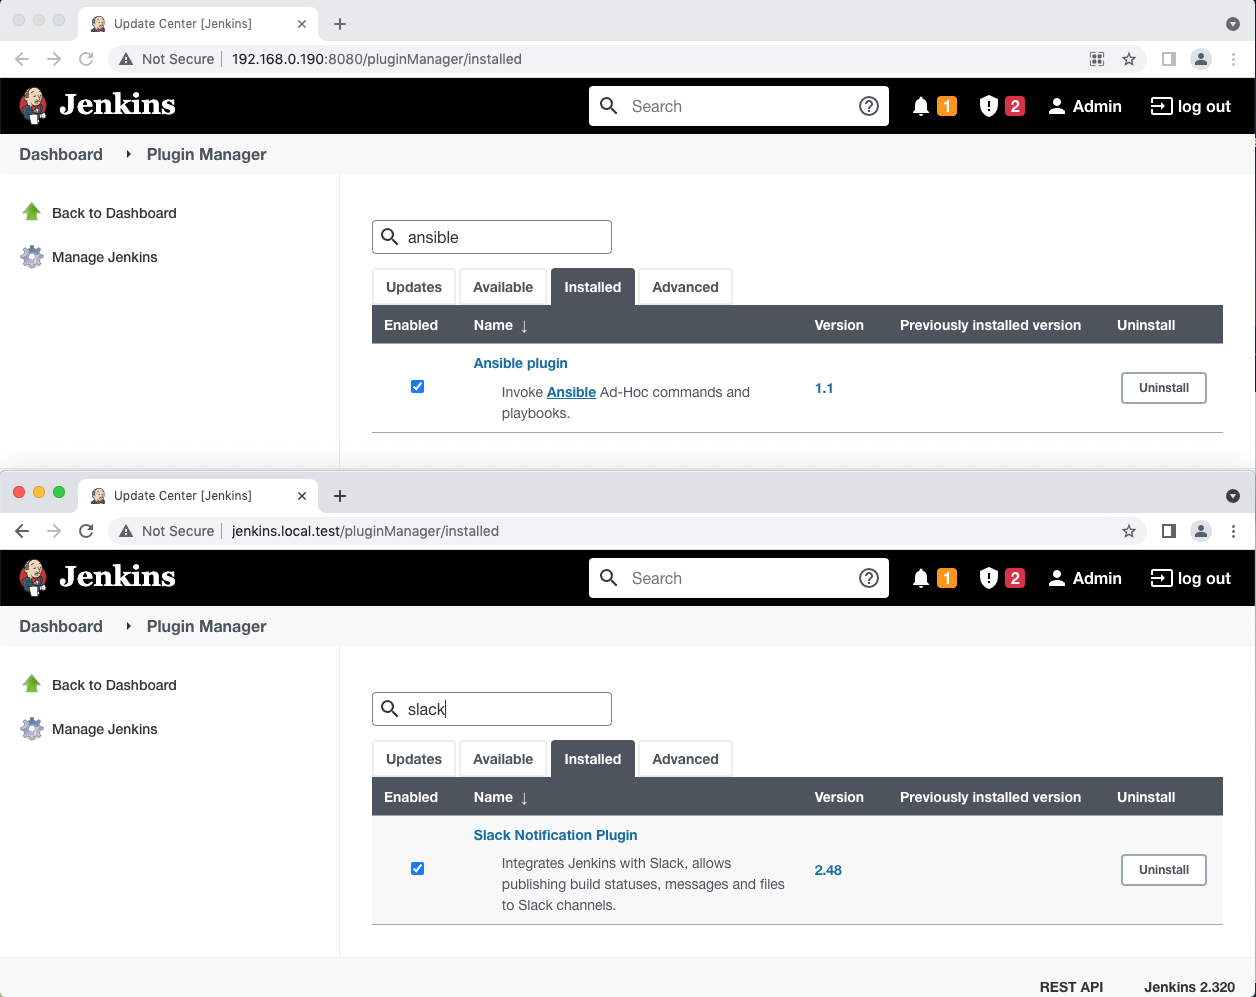 Update Center [Jenkins]
Not Secure 192.168.0.190:8080/pluginManager/installed
Jenkins Search 1 2 Admin log out
Dashboard Plugin Manager
Back to Dashboard
Manage Jenkins
ansible
Updates Available Installed Advanced
Enabled Name ↓ Version Previously installed version Uninstall
Ansible plugin
Invoke Ansible Ad-Hoc commands and
playbooks.
1.1
Uninstall
Update Center [Jenkins]
Not Secure jenkins.local.test/pluginManager/installed
Jenkins Search 1 2 Admin log out
Dashboard Plugin Manager
Back to Dashboard
Manage Jenkins
slack
Updates Available Installed Advanced
Enabled Name ↓ Version Previously installed version Uninstall
Slack Notification Plugin
Integrates Jenkins with Slack, allows
publishing build statuses, messages and files
to Slack channels.
2.48
Uninstall
REST API Jenkins 2.320